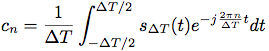 c_n = \frac{1}{\Delta T} \int_{-\Delta T/2}^{\Delta T/2} s_{\Delta T}(t) e^{-j \frac{2\pi n}{\Delta T} t} dt